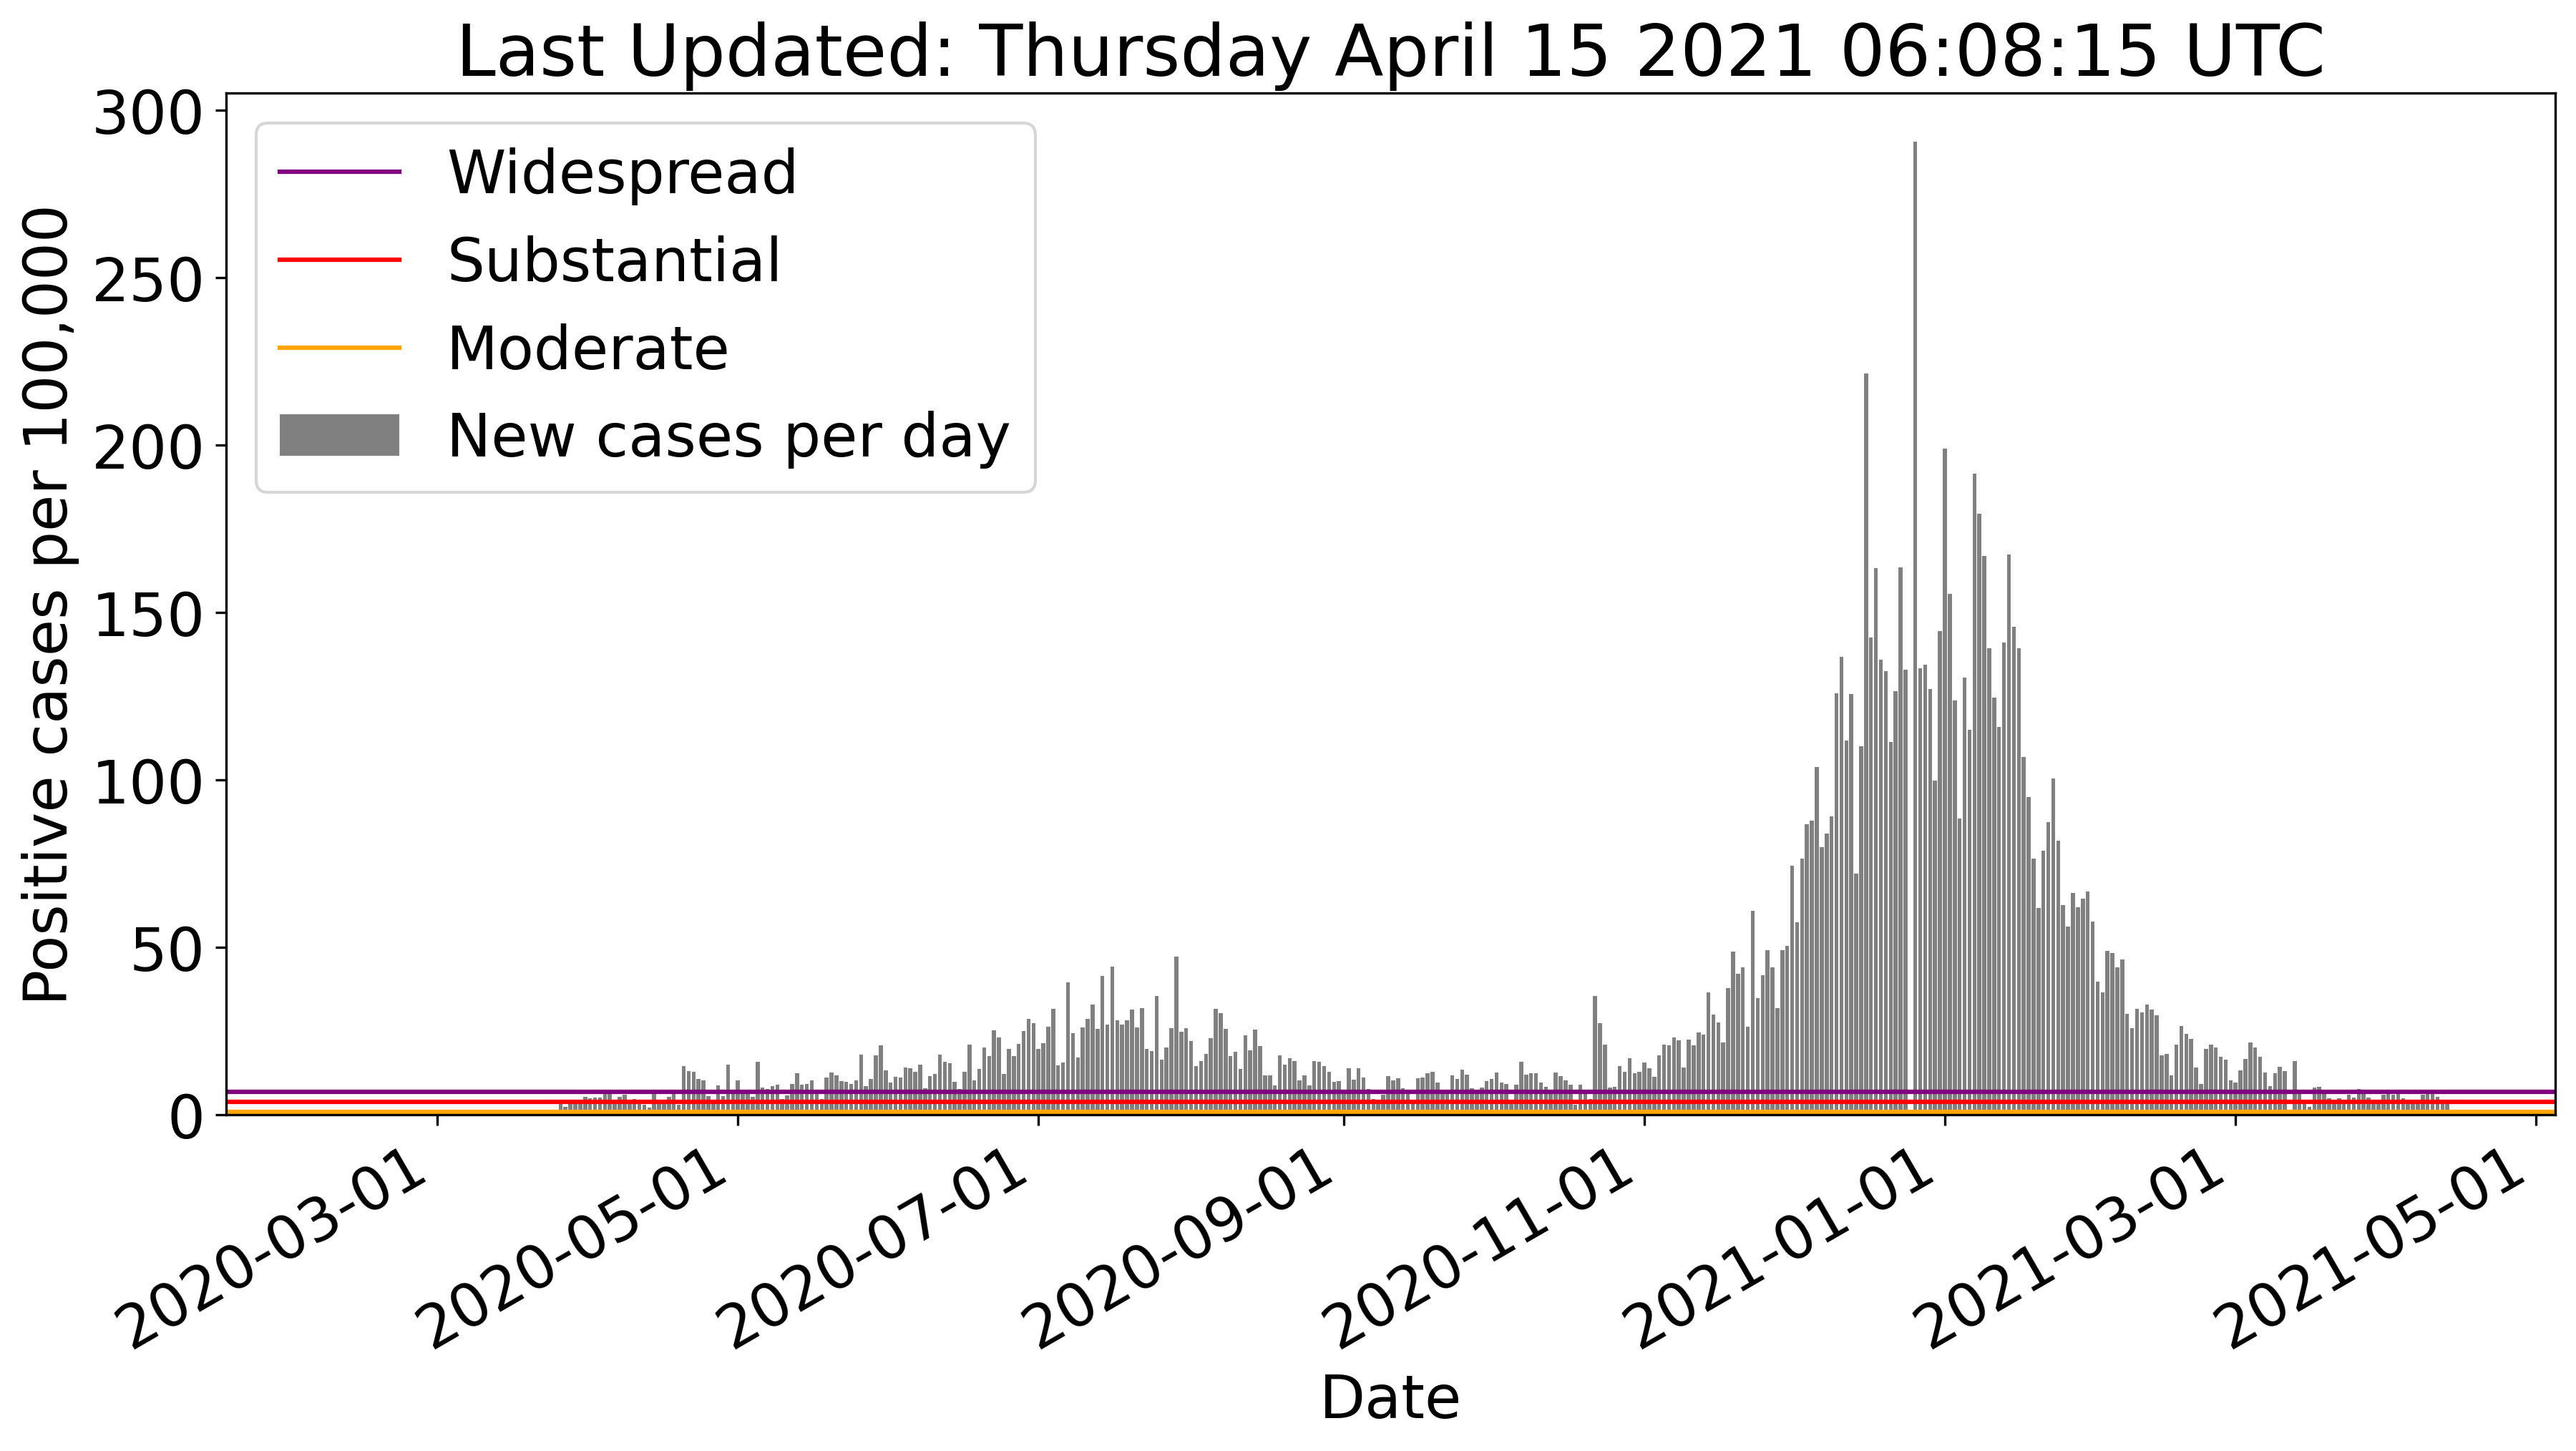 Last Updated: Thursday April 15 2021 06:08:15 UTC
300
250
200
150
100
50
0
Positive cases per 100,000
Widespread
Substantial
Moderate
New cases per day
2020-03-01
2020-05-01
2020-07-01
2020-09-01
2020-11-01
2021-01-01
2021-03-01
2021-05-01
Date